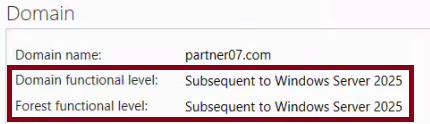 Domain
Domain name: partner07.com
Domain functional level: Subsequent to Windows Server 2025
Forest functional level: Subsequent to Windows Server 2025